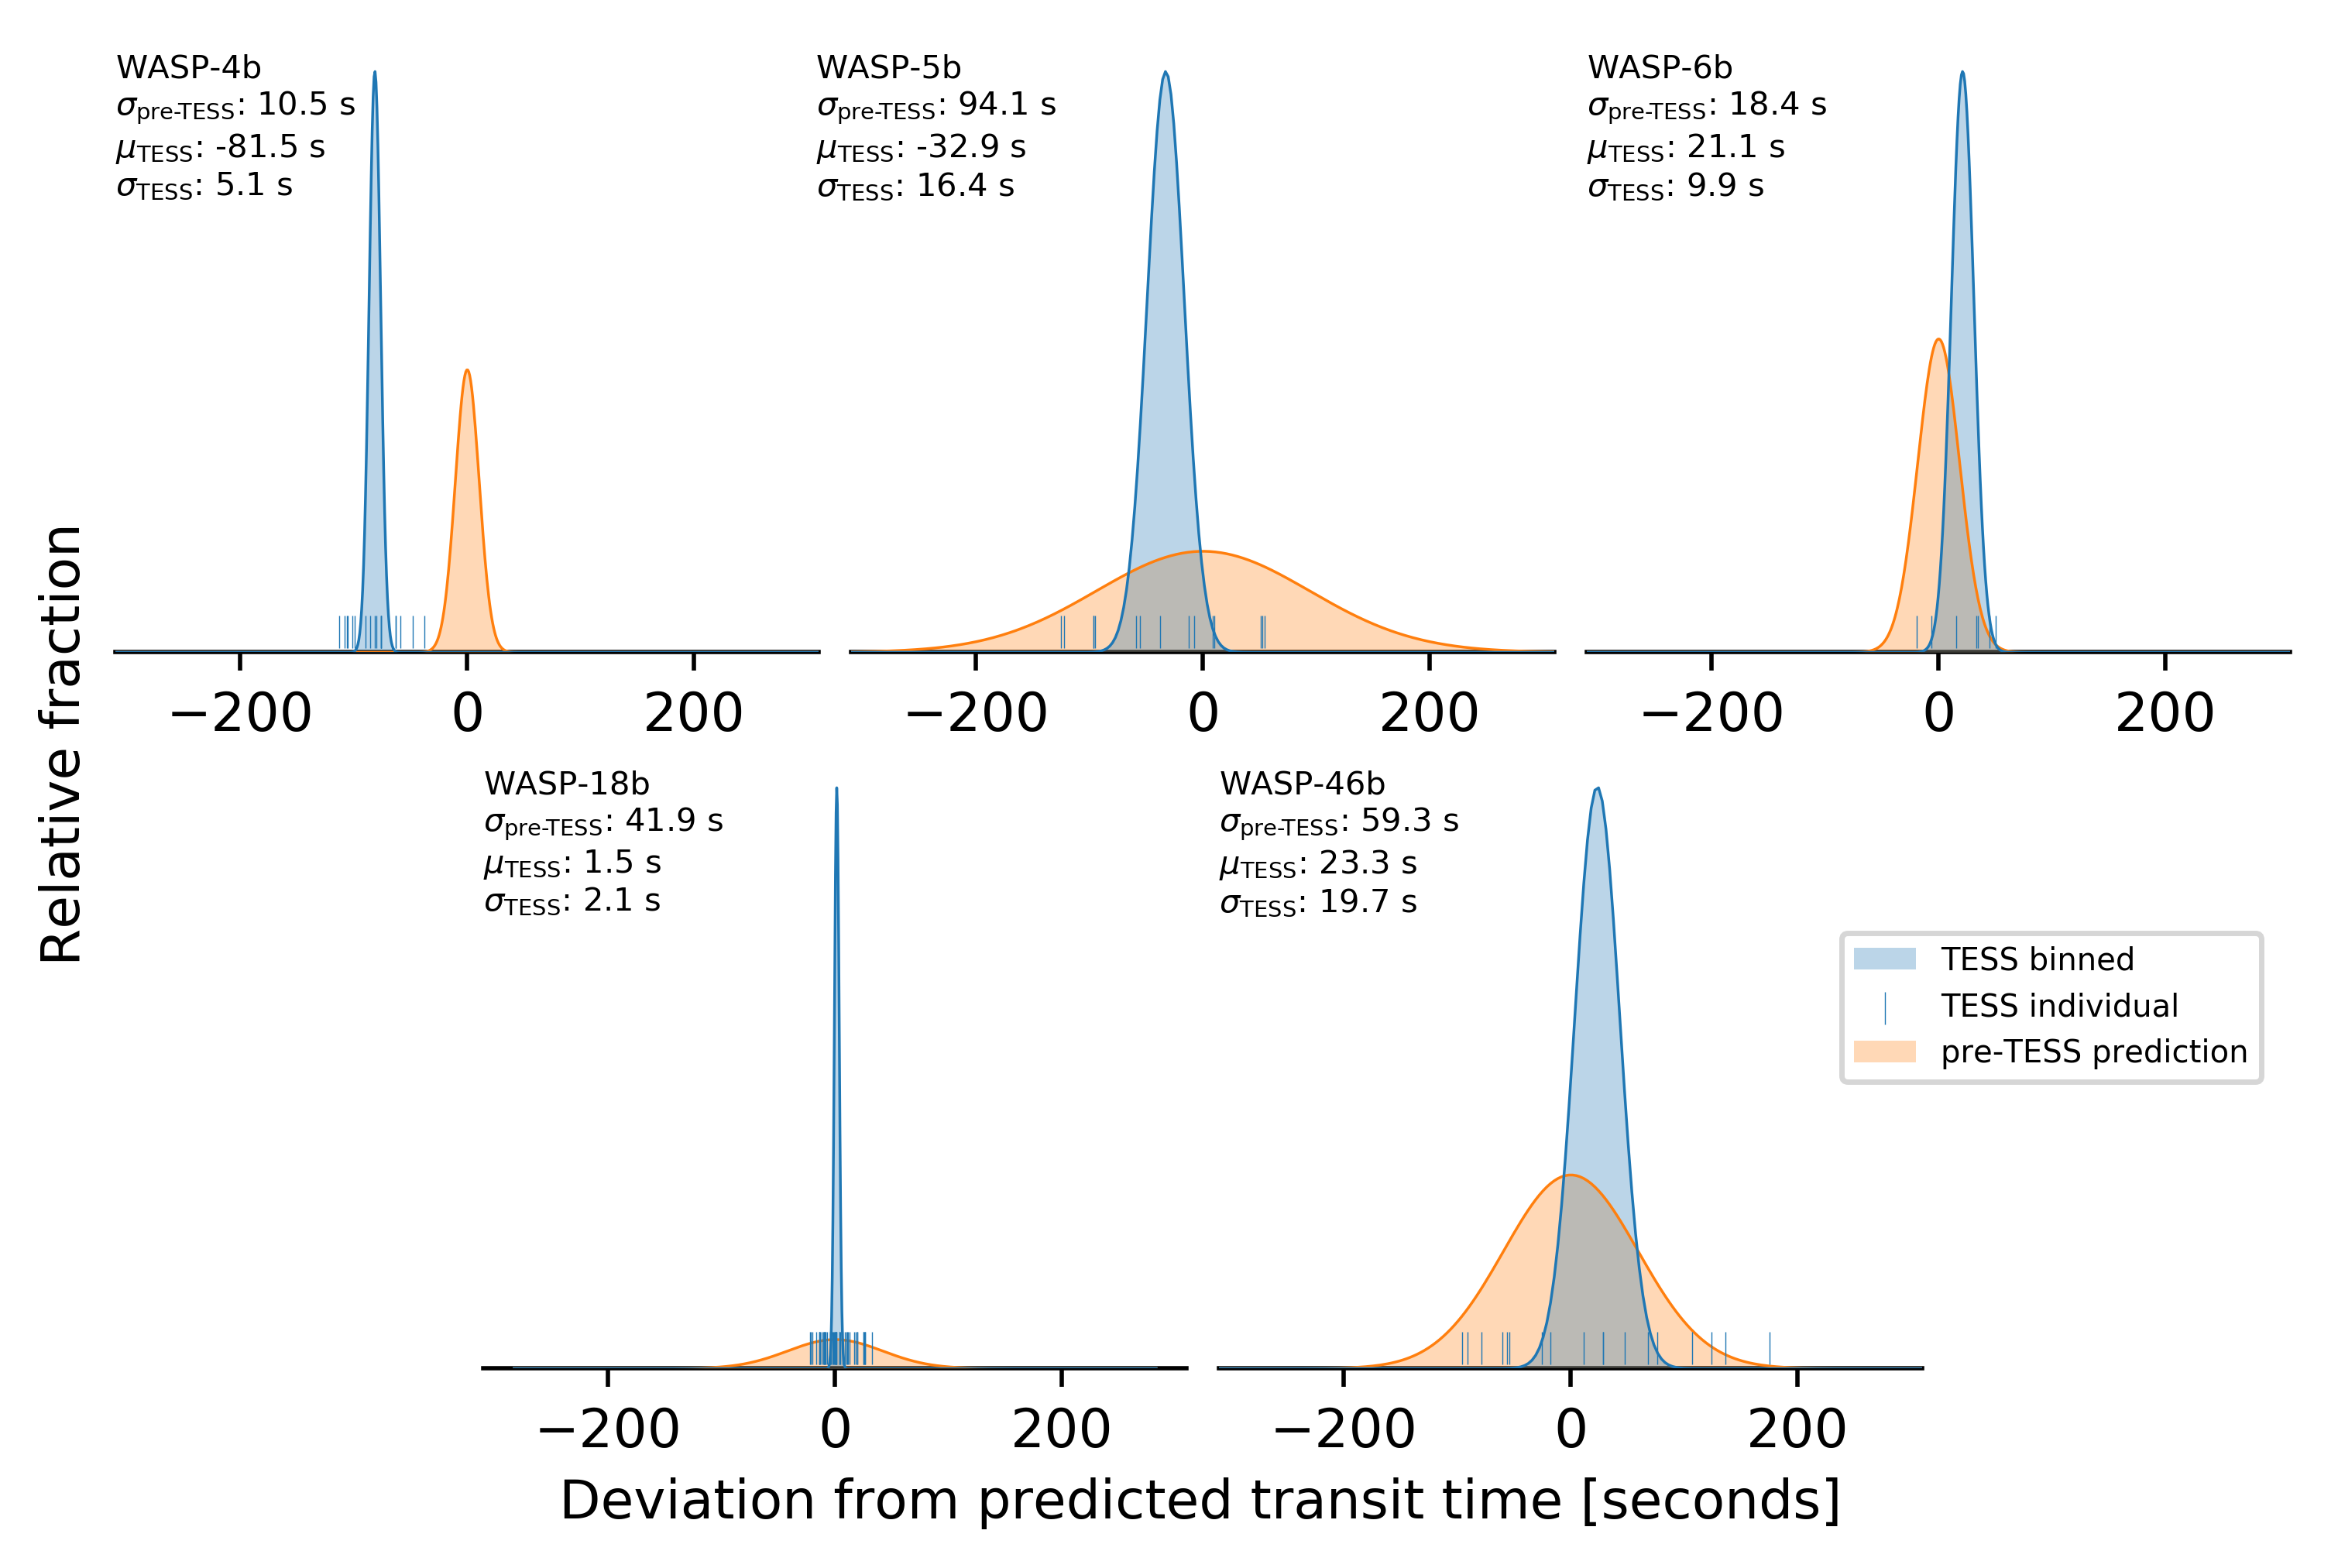 WASP-4b
σpre-TESS: 10.5 s
μTESS: -81.5 s
σTESS: 5.1 s
WASP-5b
σpre-TESS: 94.1 s
μTESS: -32.9 s
σTESS: 16.4 s
WASP-6b
σpre-TESS: 18.4 s
μTESS: 21.1 s
σTESS: 9.9 s
−200 0 200
−200 0 200
−200 0 200
Relative fraction
WASP-18b
σpre-TESS: 41.9 s
μTESS: 1.5 s
σTESS: 2.1 s
WASP-46b
σpre-TESS: 59.3 s
μTESS: 23.3 s
σTESS: 19.7 s
TESS binned
TESS individual
pre-TESS prediction
−200 0 200
−200 0 200
Deviation from predicted transit time [seconds]